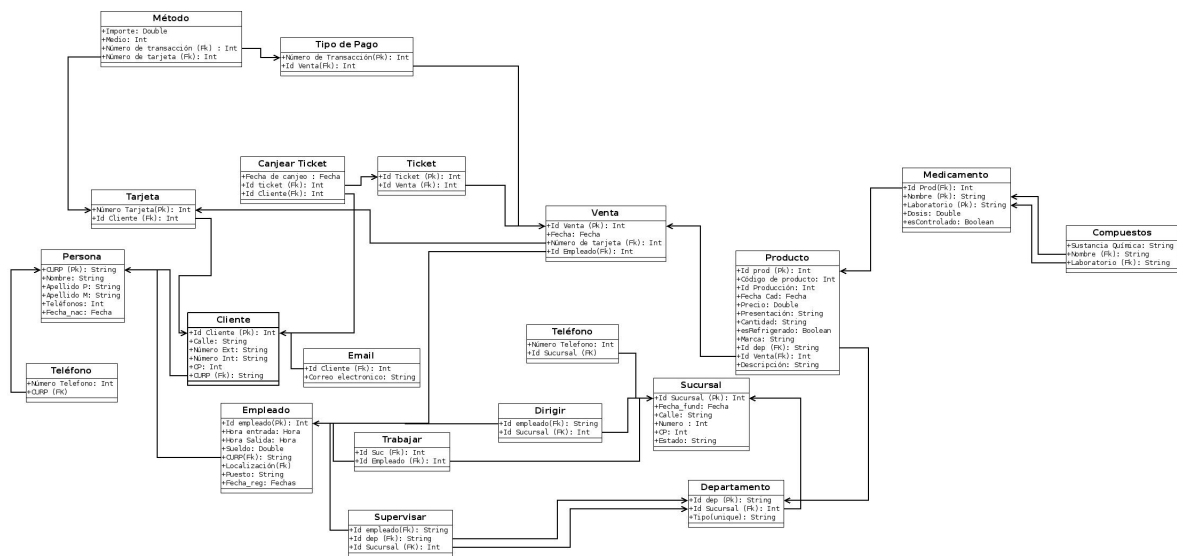 Método
+Importe: Double
+Medio: Int
+Número de transacción (Fk) : Int
+Número de tarjeta (Fk): Int
Tipo de Pago
+Número de Transacción(Pk): Int
+Id Venta(Fk): Int
Canjear Ticket
+Fecha de canjeo : Fecha
+Id ticket (Fk): Int
+Id Cliente(Fk): Int
Ticket
+Id Ticket (Pk): Int
+Id Venta (Fk): Int
Tarjeta
+Número Tarjeta(Pk): Int
+Id Cliente (Fk): Int
Venta
+Id Venta (Pk): Int
+Fecha: Fecha
+Número de tarjeta (Fk): Int
+Id Empleado(Fk): Int
Medicamento
+Id Prod(Fk): Int
+Nombre (Pk): String
+Laboratorio (Pk): String
+Dosis: Double
+esControlado: Boolean
Compuestos
+Sustancia Química: String
+Nombre (Fk): String
+Laboratorio (Fk): String
Persona
+CURP (Pk): String
+Nombre: String
+Apellido P: String
+Apellido M: String
+Teléfonos: Int
+Fecha_nac: Fecha
Producto
+Id prod (Pk): Int
+Código de producto: Int
+Id Producción: Int
+Fecha Cad: Fecha
+Precio: Double
+Presentación: String
+Cantidad: String
+esRefrigerado: Boolean
+Marca: String
+Id dep (FK): String
+Id Venta(Fk): Int
+Descripción: String
Cliente
+Id Cliente (Pk): Int
+Calle: String
+Número Ext: String
+Número Int: String
+CP: Int
+CURP (Fk): String
Email
+Id Cliente (Fk): Int
+Correo electronico: String
Teléfono
+Número Telefono: Int
+Id Sucursal (FK)
Teléfono
+Número Telefono: Int
+CURP (FK)
Sucursal
+Id Sucursal (Pk): Int
+Fecha_fund: Fecha
+Calle: String
+Numero : Int
+CP: Int
+Estado: String
Empleado
+Id empleado(Pk): Int
+Hora entrada: Hora
+Hora Salida: Hora
+Sueldo: Double
+CURP(Fk): String
+Localización(Fk)
+Puesto: String
+Fecha_reg: Fechas
Dirigir
+Id empleado(Fk): String
+Id Sucursal (FK): Int
Trabajar
+Id Suc (Fk): Int
+Id Empleado (Fk): Int
Departamento
+Id dep (Pk): String
+Id Sucursal (Fk): Int
+Tipo(unique): String
Supervisar
+Id empleado(Fk): String
+Id dep (Fk): String
+Id Sucursal (FK): Int